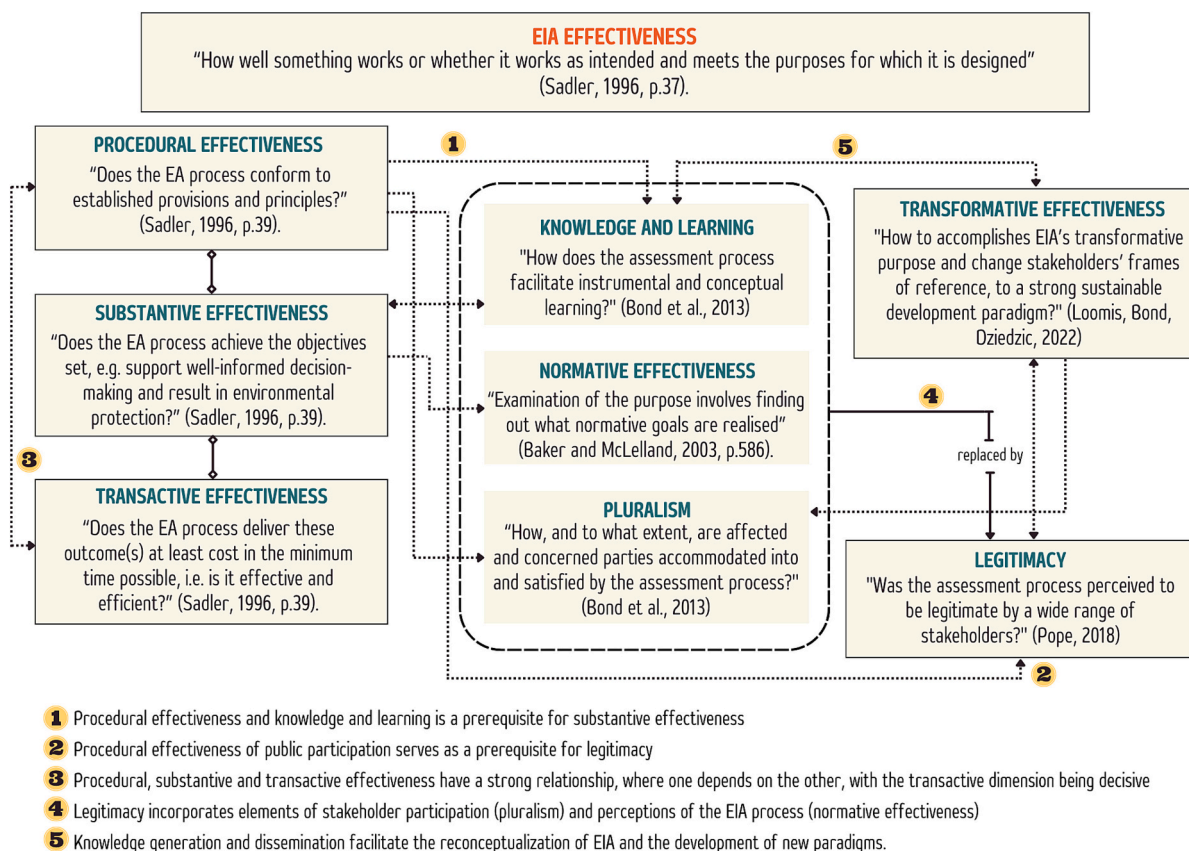 EIA EFFECTIVENESS
“How well something works or whether it works as intended and meets the purposes for which it is designed”
(Sadler, 1996, p.37).
PROCEDURAL EFFECTIVENESS
“Does the EA process conform to
established provisions and principles?”
(Sadler, 1996, p.39).
SUBSTANTIVE EFFECTIVENESS
“Does the EA process achieve the objectives
set, e.g. support well-informed decision-
making and result in environmental
protection?” (Sadler, 1996, p.39).
3
TRANSACTIVE EFFECTIVENESS
“Does the EA process deliver these
outcome(s) at least cost in the minimum
time possible, i.e. is it effective and
efficient?” (Sadler, 1996, p.39).
1
KNOWLEDGE AND LEARNING
"How does the assessment process
facilitate instrumental and conceptual
learning?" (Bond et al., 2013)
NORMATIVE EFFECTIVENESS
“Examination of the purpose involves finding
out what normative goals are realised”
(Baker and McLelland, 2003, p.586).
PLURALISM
“How, and to what extent, are affected
and concerned parties accommodated into
and satisfied by the assessment process?"
(Bond et al., 2013)
5
TRANSFORMATIVE EFFECTIVENESS
"How to accomplishes EIA’s transformative
purpose and change stakeholders’ frames
of reference, to a strong sustainable
development paradigm?" (Loomis, Bond,
Dziedzic, 2022)
4
replaced by
LEGITIMACY
"Was the assessment process perceived to
be legitimate by a wide range of
stakeholders?" (Pope, 2018)
2
1 Procedural effectiveness and knowledge and learning is a prerequisite for substantive effectiveness
2 Procedural effectiveness of public participation serves as a prerequisite for legitimacy
3 Procedural, substantive and transactive effectiveness have a strong relationship, where one depends on the other, with the transactive dimension being decisive
4 Legitimacy incorporates elements of stakeholder participation (pluralism) and perceptions of the EIA process (normative effectiveness)
5 Knowledge generation and dissemination facilitate the reconceptualization of EIA and the development of new paradigms.